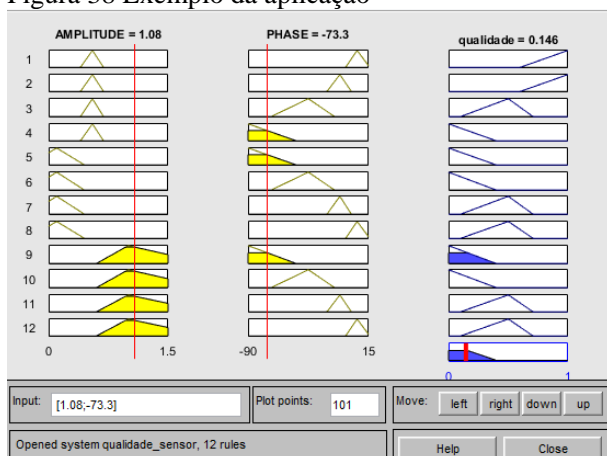 Figura 38 Exemplo da aplicação
AMPLITUDE = 1.08
PHASE = -73.3
qualidade = 0.146
1
2
3
4
5
6
7
8
9
10
11
12
0 1.5
-90 15
0 1
Input: [1.08;-73.3]
Plot points: 101
Move: left right down up
Opened system qualidade_sensor, 12 rules
Help Close